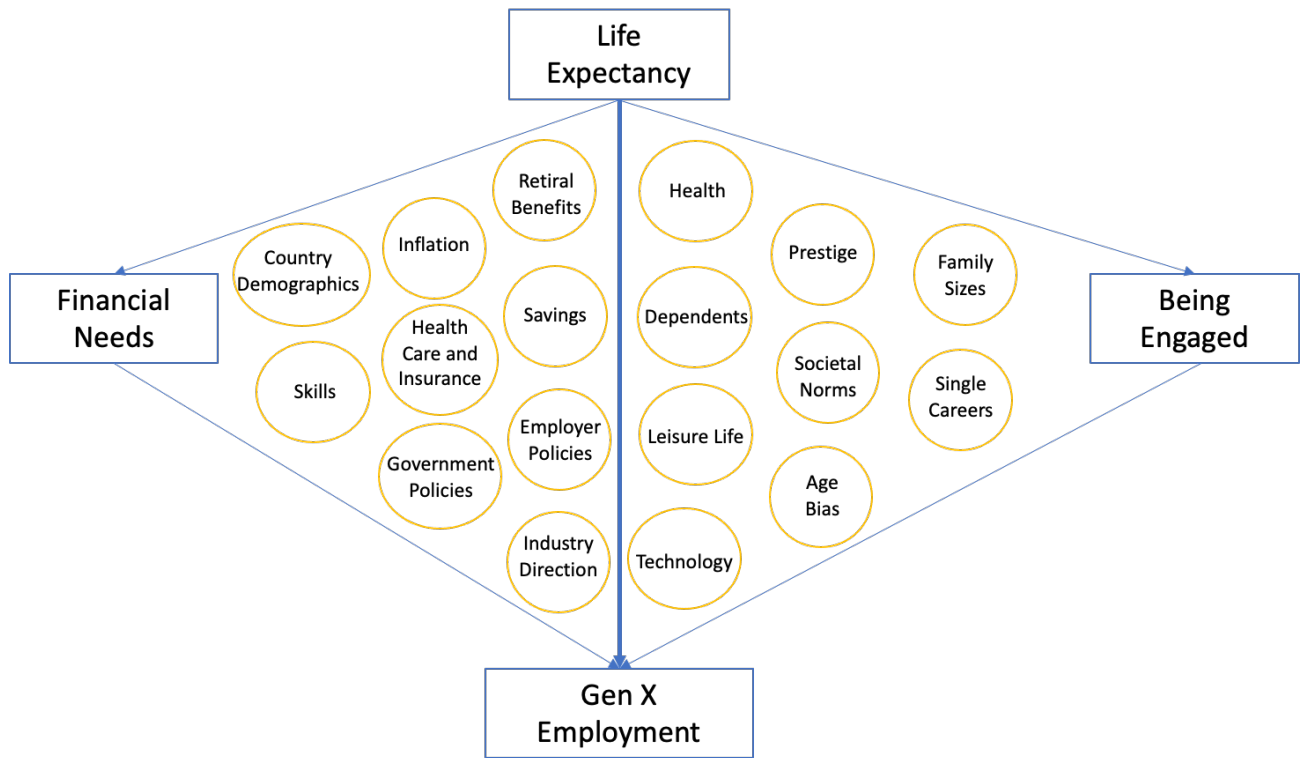 Life
Expectancy
Retiral
Benefits
Health
Inflation
Prestige
Country
Demographics
Family
Sizes
Financial
Needs
Savings
Dependents
Being
Engaged
Health
Care and
Insurance
Societal
Norms
Skills
Single
Careers
Employer
Policies
Leisure Life
Government
Policies
Age
Bias
Industry
Direction
Technology
Gen X
Employment